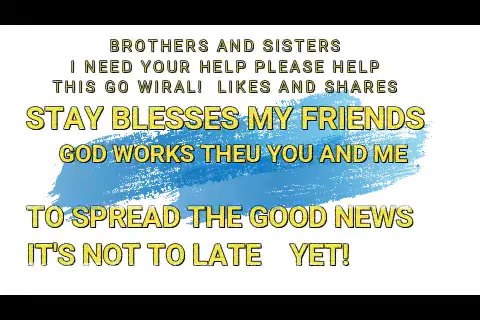 BROTHERS AND SISTERS
I NEED YOUR HELP PLEASE HELP
THIS GO WIRAL! LIKES AND SHARES
STAY BLESSES MY FRIENDS
GOD WORKS THEU YOU AND ME
TO SPREAD THE GOOD NEWS
IT'S NOT TO LATE YET!